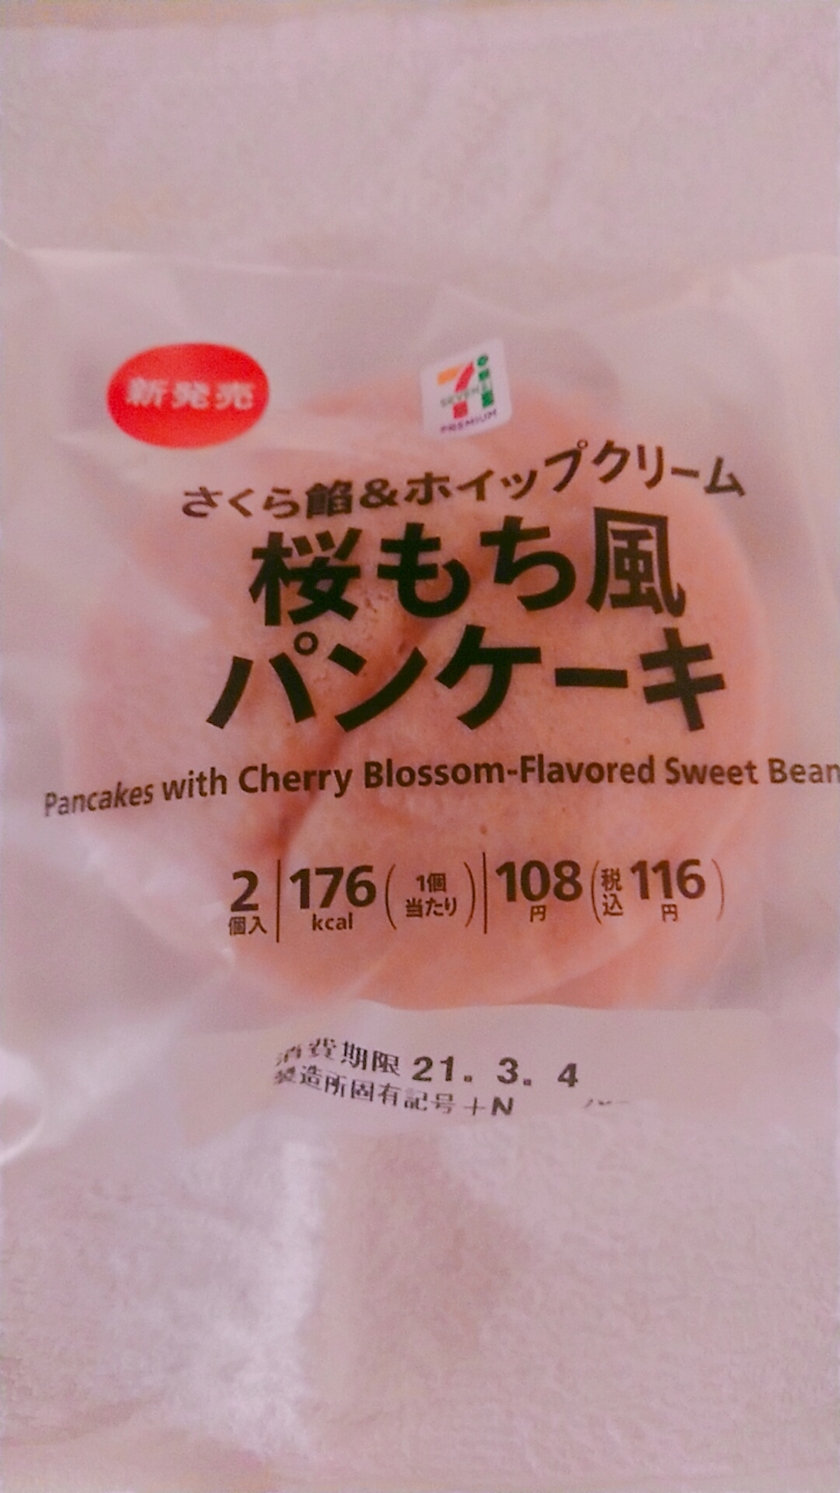 新発売
SEVEN & i
PREMIUM
さくら餡&ホイップクリーム
桜もち風
パンケーキ
Pancakes with Cherry Blossom-Flavored Sweet Bean
2個入 176kcal(1個当たり) 108円(税込116円)
消費期限 21. 3. 4
製造所固有記号+N